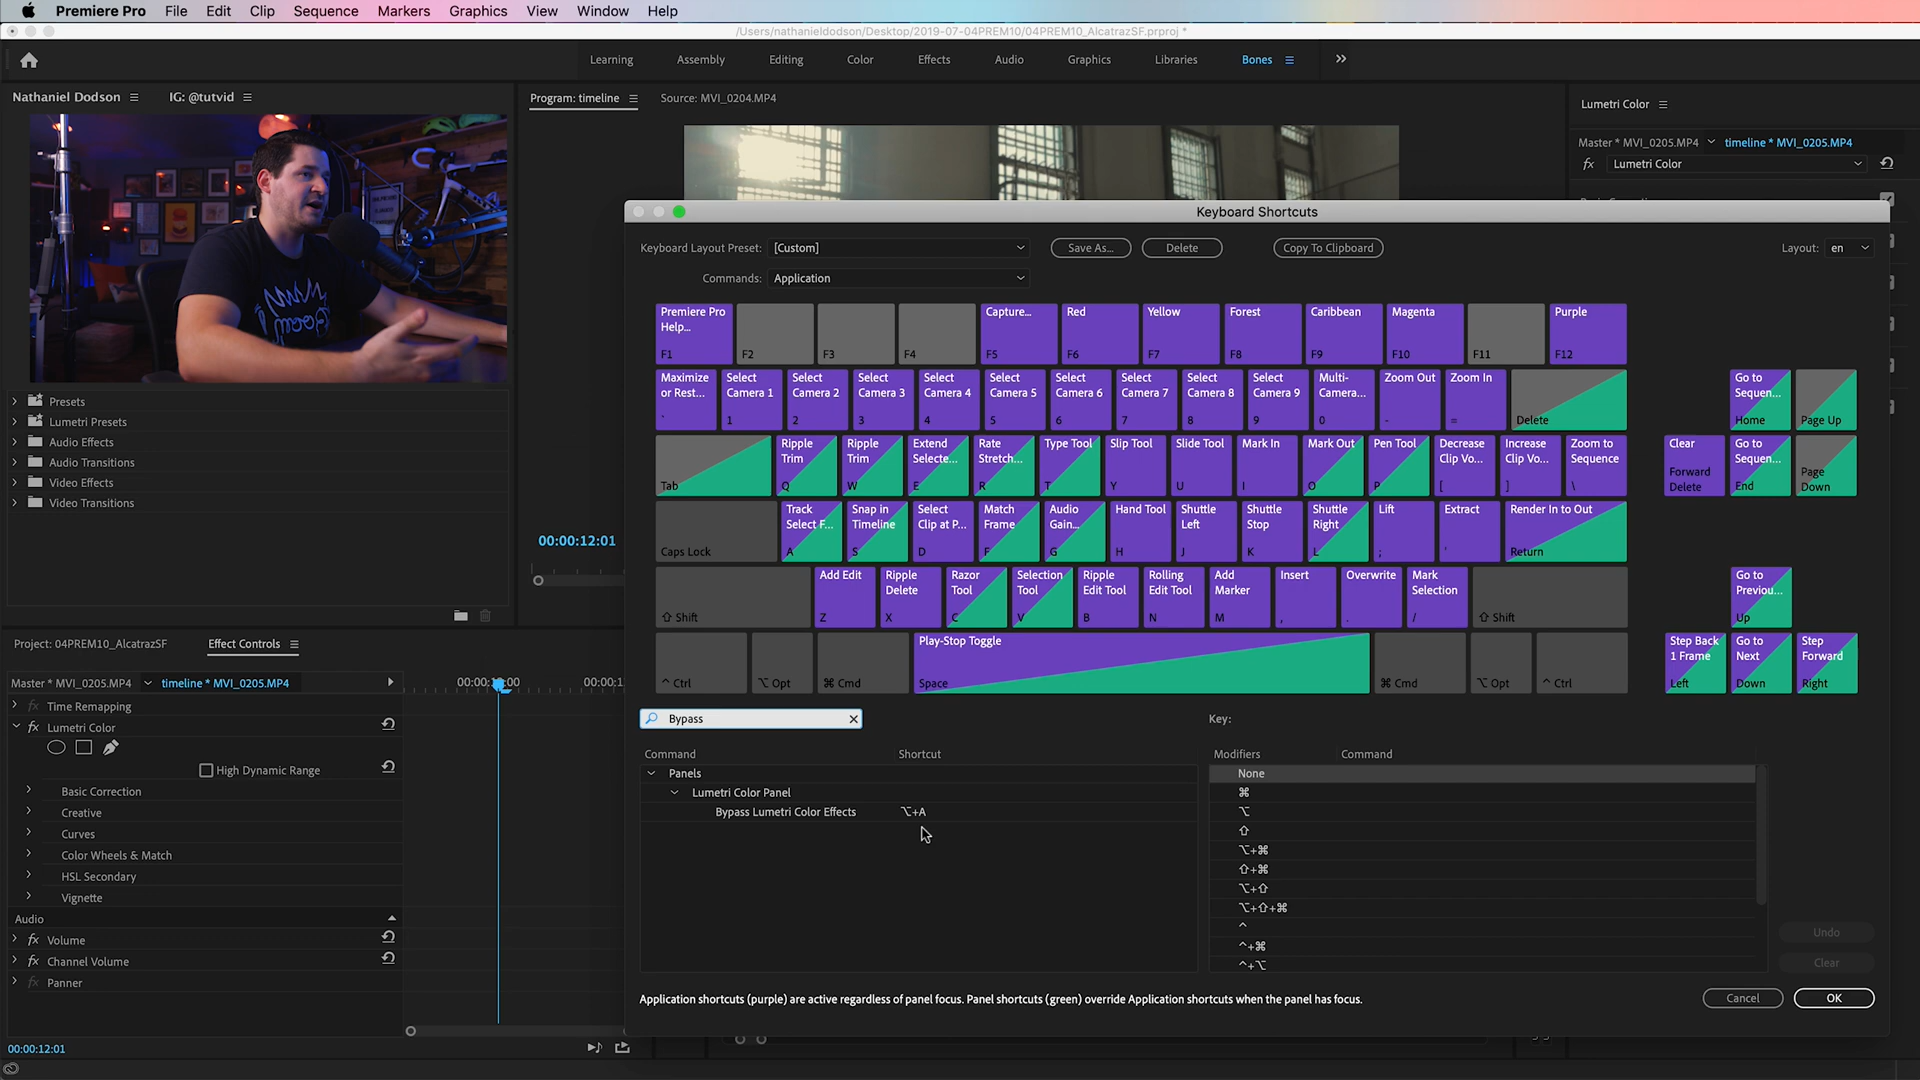 Premiere Pro File Edit Clip Sequence Markers Graphics View Window Help
/Users/nathanieldodson/Desktop/2019-07-04PREM10/04PREM10_AlcatrazSF.prproj *
Learning Assembly Editing Color Effects Audio Graphics Libraries Bones
Nathaniel Dodson IG: @tutvid
Program: timeline Source: MVI_0204.MP4
Lumetri Color
Master * MVI_0205.MP4 timeline * MVI_0205.MP4
fx Lumetri Color
Keyboard Shortcuts
Keyboard Layout Preset: [Custom] Save As... Delete Copy To Clipboard Layout: en
Commands: Application
Premiere Pro Help... F1
F2
F3
F4
Capture... F5
Red F6
Yellow F7
Forest F8
Caribbean F9
Magenta F10
F11
Purple F12
Maximize or Rest... `
Select Camera 1 1
Select Camera 2 2
Select Camera 3 3
Select Camera 4 4
Select Camera 5 5
Select Camera 6 6
Select Camera 7 7
Select Camera 8 8
Select Camera 9 9
Multi-Camera... 0
Zoom Out -
Zoom In =
Delete
Go to Sequen... Home
Page Up
Tab
Ripple Trim Q
Ripple Trim W
Extend Selecte... E
Rate Stretch... R
Type Tool T
Slip Tool Y
Slide Tool U
Mark In I
Mark Out O
Pen Tool P
Decrease Clip Vo... [
Increase Clip Vo... ]
Zoom to Sequence \
Clear Forward Delete
Go to Sequen... End
Page Down
Caps Lock
Track Select F... A
Snap in Timeline S
Select Clip at P... D
Match Frame F
Audio Gain... G
Hand Tool H
Shuttle Left J
Shuttle Stop K
Shuttle Right L
Lift ;
Extract '
Render In to Out Return
⇧ Shift
Add Edit Z
Ripple Delete X
Razor Tool C
Selection Tool V
Ripple Edit Tool B
Rolling Edit Tool N
Add Marker M
Insert ,
Overwrite .
Mark Selection /
⇧ Shift
Go to Previou... Up
^ Ctrl
⌥ Opt
⌘ Cmd
Play-Stop Toggle Space
⌘ Cmd
⌥ Opt
^ Ctrl
Step Back 1 Frame Left
Go to Next Down
Step Forward Right
Bypass
Key:
Command Shortcut
Panels
Lumetri Color Panel
Bypass Lumetri Color Effects ⌥+A
Modifiers Command
None
⌘
⌥
⇧
⌥+⌘
⇧+⌘
⌥+⇧
⌥+⇧+⌘
^
^+⌘
^+⌥
Undo
Clear
Application shortcuts (purple) are active regardless of panel focus. Panel shortcuts (green) override Application shortcuts when the panel has focus.
Cancel OK
Presets
Lumetri Presets
Audio Effects
Audio Transitions
Video Effects
Video Transitions
00:00:12:01
Project: 04PREM10_AlcatrazSF Effect Controls
Master * MVI_0205.MP4 timeline * MVI_0205.MP4
fx Time Remapping
fx Lumetri Color
High Dynamic Range
Basic Correction
Creative
Curves
Color Wheels & Match
HSL Secondary
Vignette
Audio
fx Volume
fx Channel Volume
fx Panner
00:00:12:01